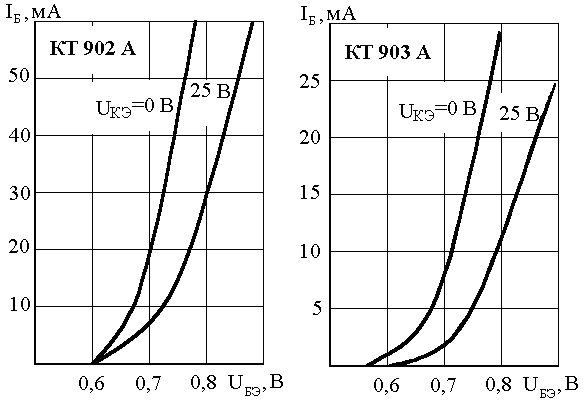 I_Б, мА
КТ 902 А
50
40
30
20
10
U_КЭ=0 В
25 В
0,6 0,7 0,8 U_БЭ, В
I_Б, мА
КТ 903 А
25
20
15
10
5
U_КЭ=0 В
25 В
0,6 0,7 0,8 U_БЭ, В